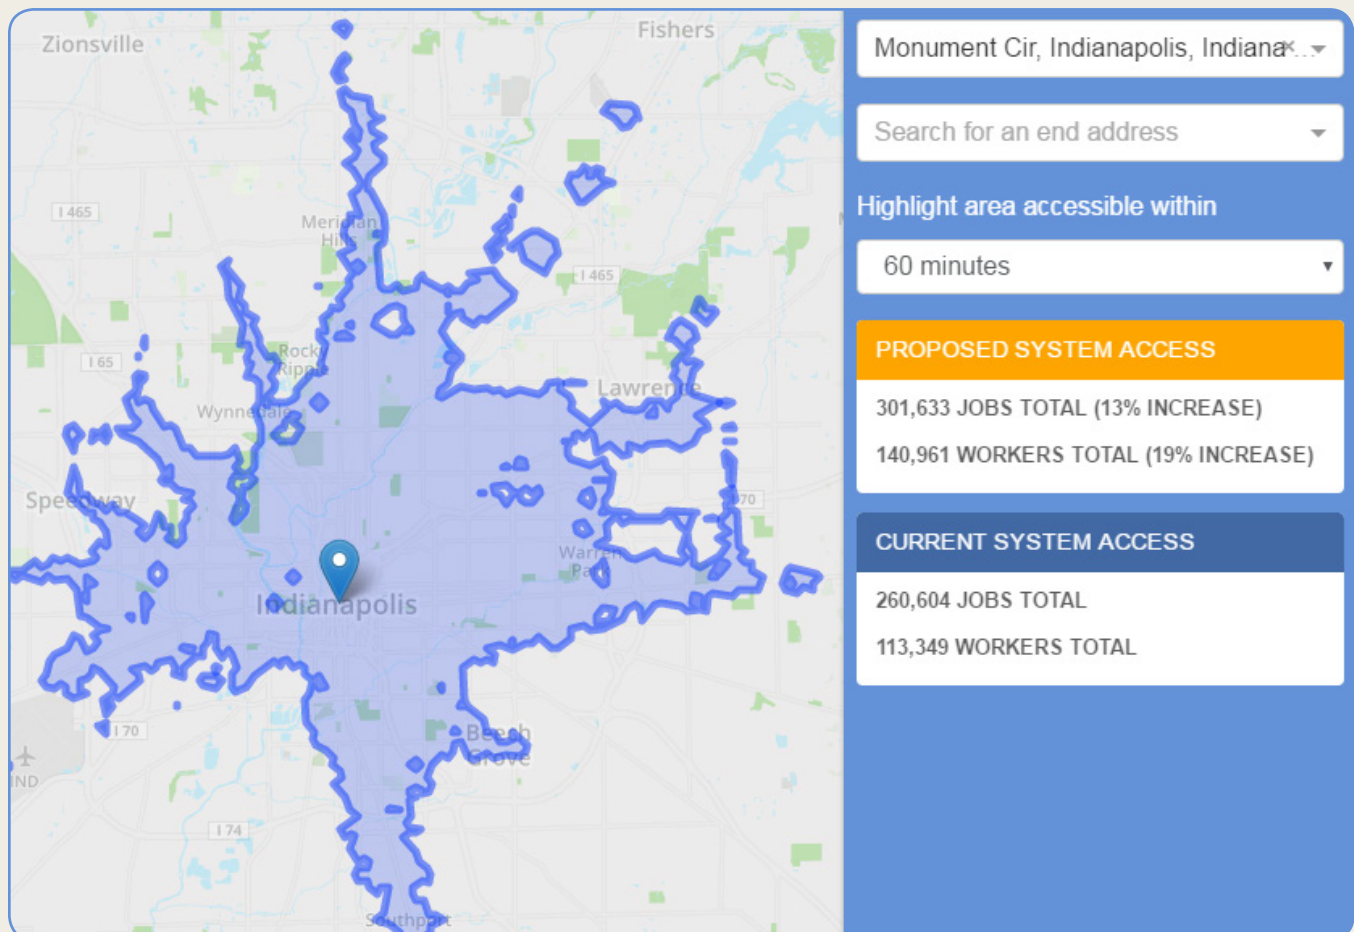 Zionsville
Fishers
I 465
Meridian
Hills
I 465
I 65
Rocky
Ripple
Wynnedale
Lawrence
Speedway
70
Warren
Park
Indianapolis
I 70
Beech
Grove
IND
I 74
Southport
Monument Cir, Indianapolis, Indiana× ...
Search for an end address
Highlight area accessible within
60 minutes
PROPOSED SYSTEM ACCESS
301,633 JOBS TOTAL (13% INCREASE)
140,961 WORKERS TOTAL (19% INCREASE)
CURRENT SYSTEM ACCESS
260,604 JOBS TOTAL
113,349 WORKERS TOTAL